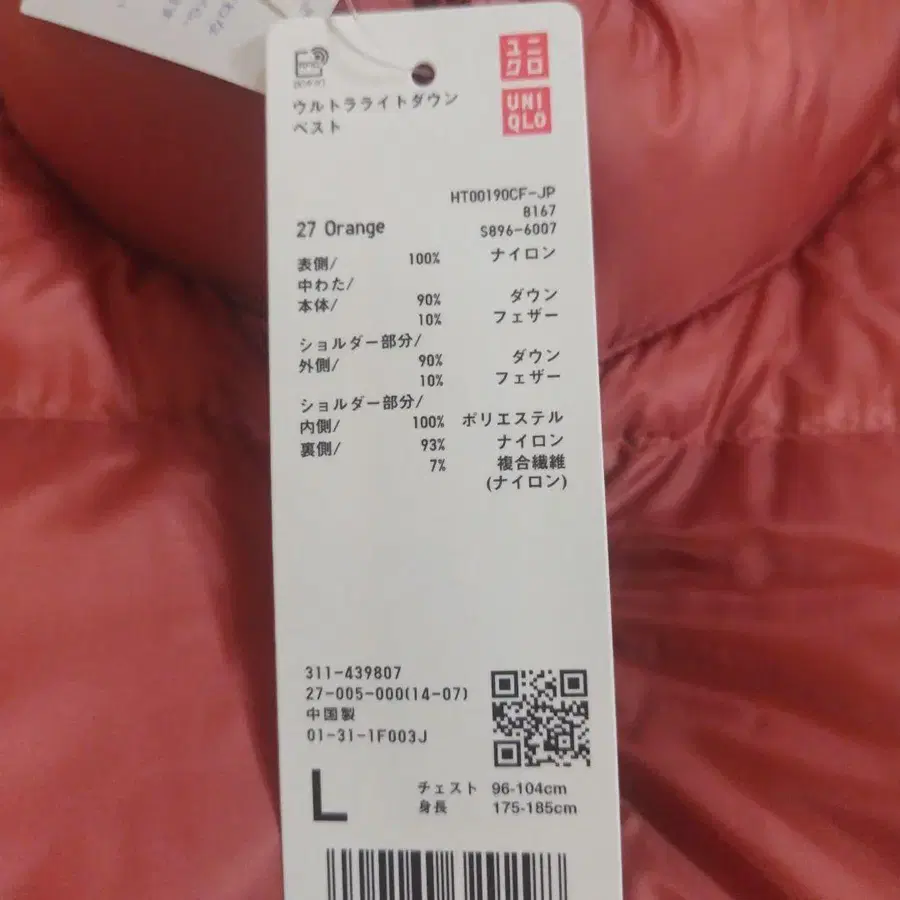 ユニ
クロ
UNI
QLO
ウルトラライトダウン
ベスト
HT00190CF-JP
8167
27 Orange S896-6007
表側/ 100% ナイロン
中わた/
本体/ 90% ダウン
10% フェザー
ショルダー部分/
外側/ 90% ダウン
10% フェザー
ショルダー部分/
内側/ 100% ポリエステル
裏側/ 93% ナイロン
7% 複合繊維
(ナイロン)
311-439807
27-005-000(14-07)
中国製
01-31-1F003J
L チェスト 96-104cm
身長 175-185cm